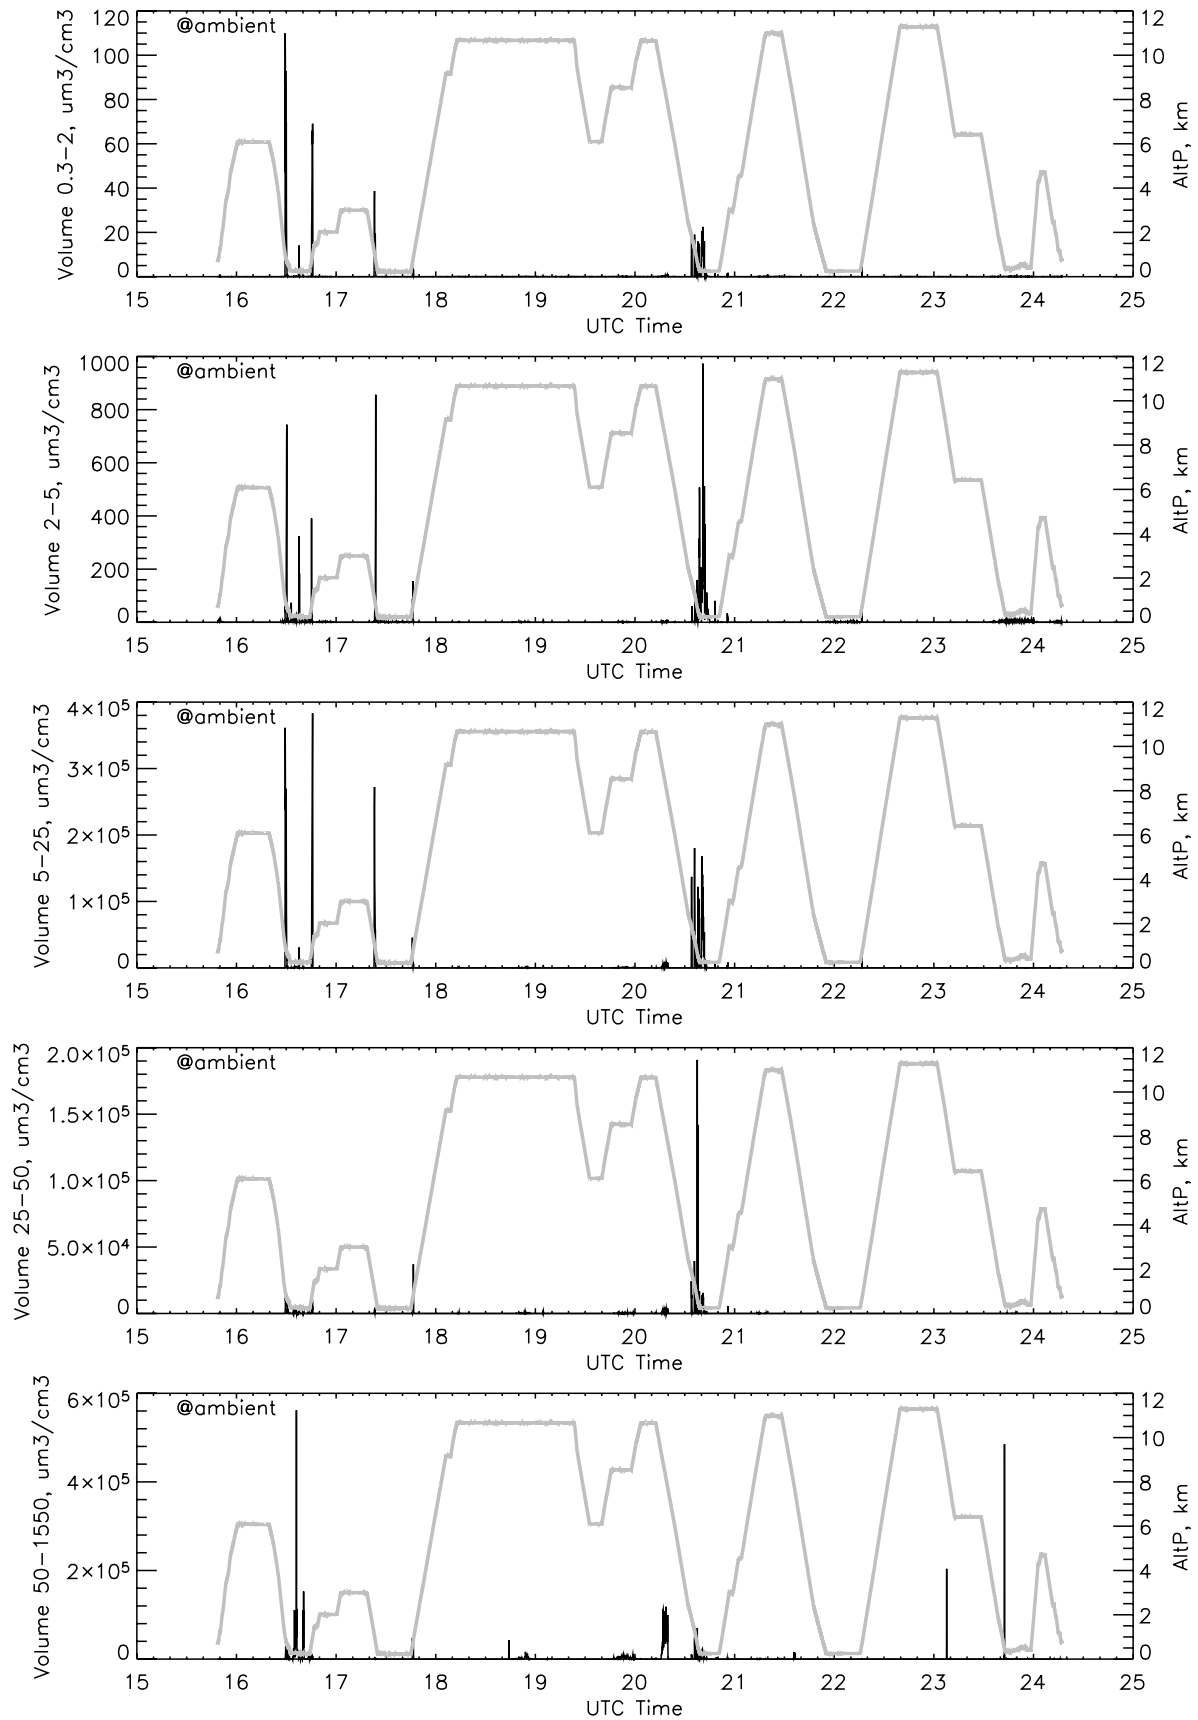 @ambient
Volume 0.3-2, um3/cm3
120
100
80
60
40
20
0
12
10
8
6
4
2
0
AltP, km
15 16 17 18 19 20 21 22 23 24 25
UTC Time
@ambient
Volume 2-5, um3/cm3
1000
800
600
400
200
0
12
10
8
6
4
2
0
AltP, km
15 16 17 18 19 20 21 22 23 24 25
UTC Time
@ambient
Volume 5-25, um3/cm3
4×10⁵
3×10⁵
2×10⁵
1×10⁵
0
12
10
8
6
4
2
0
AltP, km
15 16 17 18 19 20 21 22 23 24 25
UTC Time
@ambient
Volume 25-50, um3/cm3
2.0×10⁵
1.5×10⁵
1.0×10⁵
5.0×10⁴
0
12
10
8
6
4
2
0
AltP, km
15 16 17 18 19 20 21 22 23 24 25
UTC Time
@ambient
Volume 50-1550, um3/cm3
6×10⁵
4×10⁵
2×10⁵
0
12
10
8
6
4
2
0
AltP, km
15 16 17 18 19 20 21 22 23 24 25
UTC Time